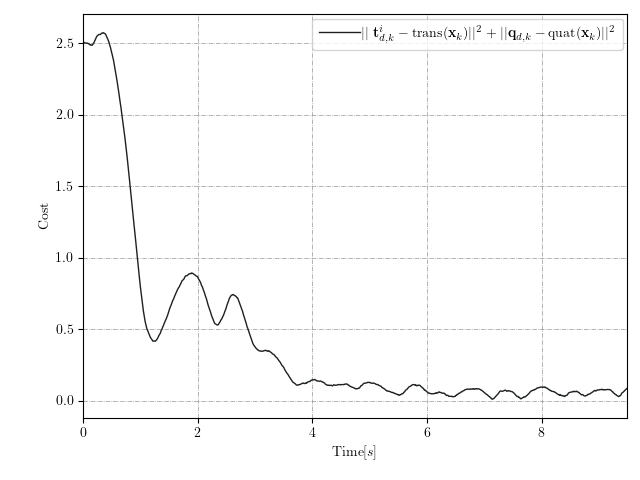 || t^i_{d,k} − trans(x_k)||^2 + ||q_{d,k} − quat(x_k)||^2
2.5
2.0
1.5
1.0
0.5
0.0
Cost
0 2 4 6 8
Time[s]